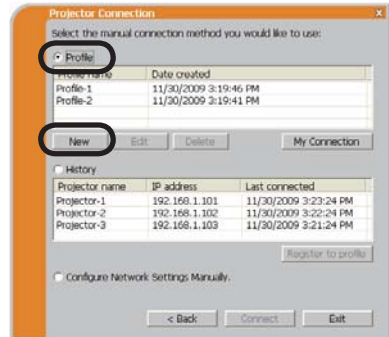 Projector Connection X
Select the manual connection method you would like to use:
Profile
Profile name Date created
Profile-1 11/30/2009 3:19:46 PM
Profile-2 11/30/2009 3:19:41 PM
New Edit Delete My Connection
History
Projector name IP address Last connected
Projector-1 192.168.1.101 11/30/2009 3:23:24 PM
Projector-2 192.168.1.102 11/30/2009 3:22:24 PM
Projector-3 192.168.1.103 11/30/2009 3:21:24 PM
Register to profile
Configure Network Settings Manually.
< Back Connect Exit